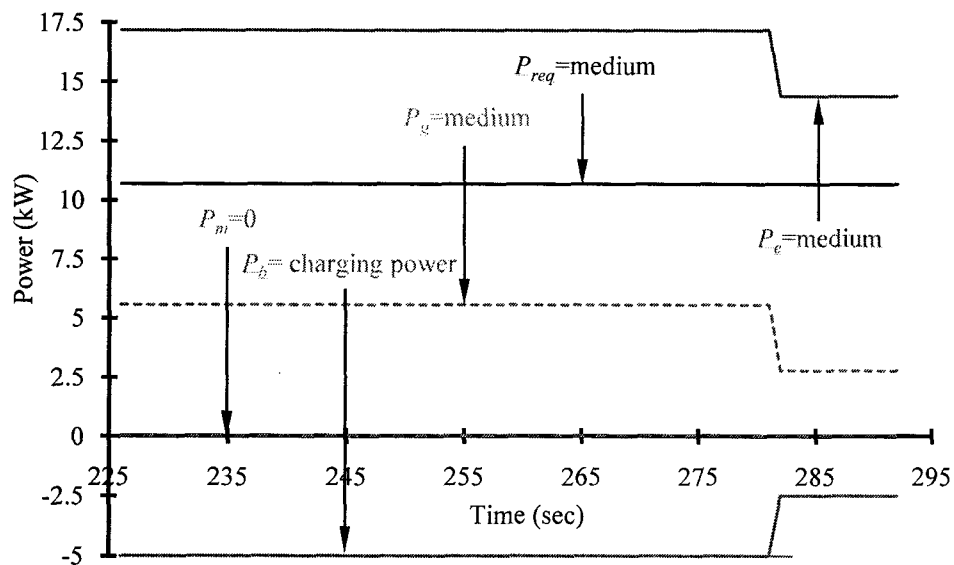 17.5
15
12.5
10
7.5
5
2.5
0
-2.5
-5
Power (kW)
P_req=medium
P_g=medium
P_m=0
P_b= charging power
P_e=medium
225 235 245 255 265 275 285 295
Time (sec)